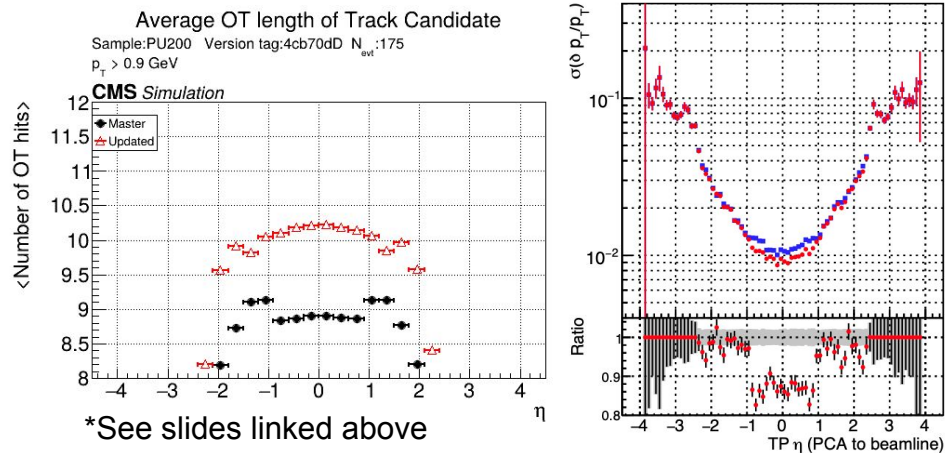 Average OT length of Track Candidate
Sample:PU200 Version tag:4cb70dD N_evt:175
p_T > 0.9 GeV
CMS Simulation
<Number of OT hits>
Master
Updated
12
11.5
11
10.5
10
9.5
9
8.5
8
−4 −3 −2 −1 0 1 2 3 4
η
*See slides linked above
σ(δ p_T/p_T)
10⁻¹
10⁻²
Ratio
1
0.9
0.8
−4 −3 −2 −1 0 1 2 3 4
TP η (PCA to beamline)